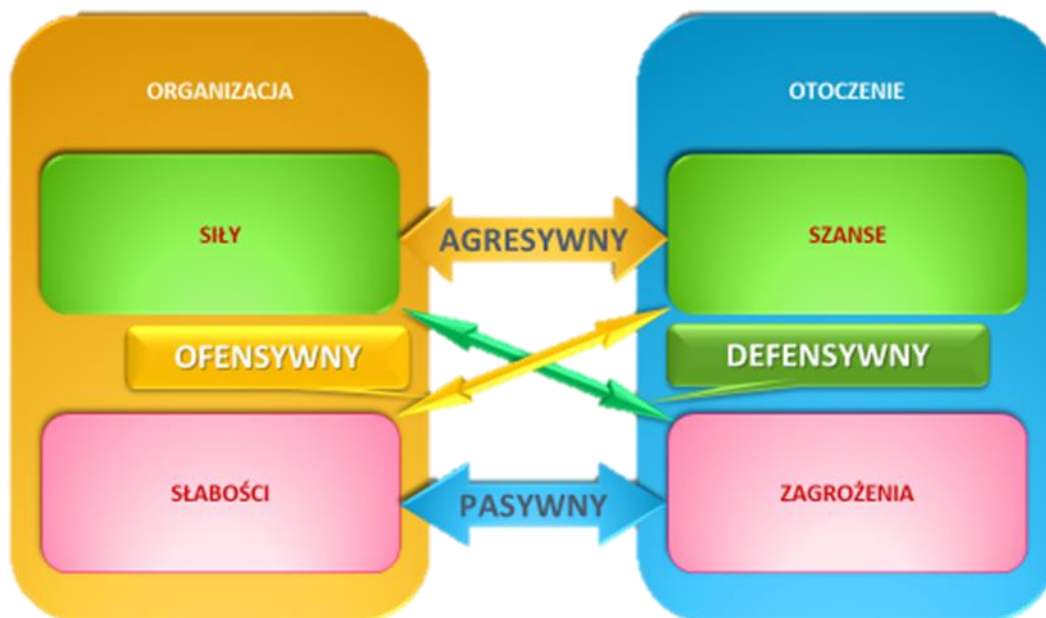 ORGANIZACJA
OTOCZENIE
SIŁY
AGRESYWNY
SZANSE
OFENSYWNY
DEFENSYWNY
SŁABOŚCI
PASYWNY
ZAGROŻENIA